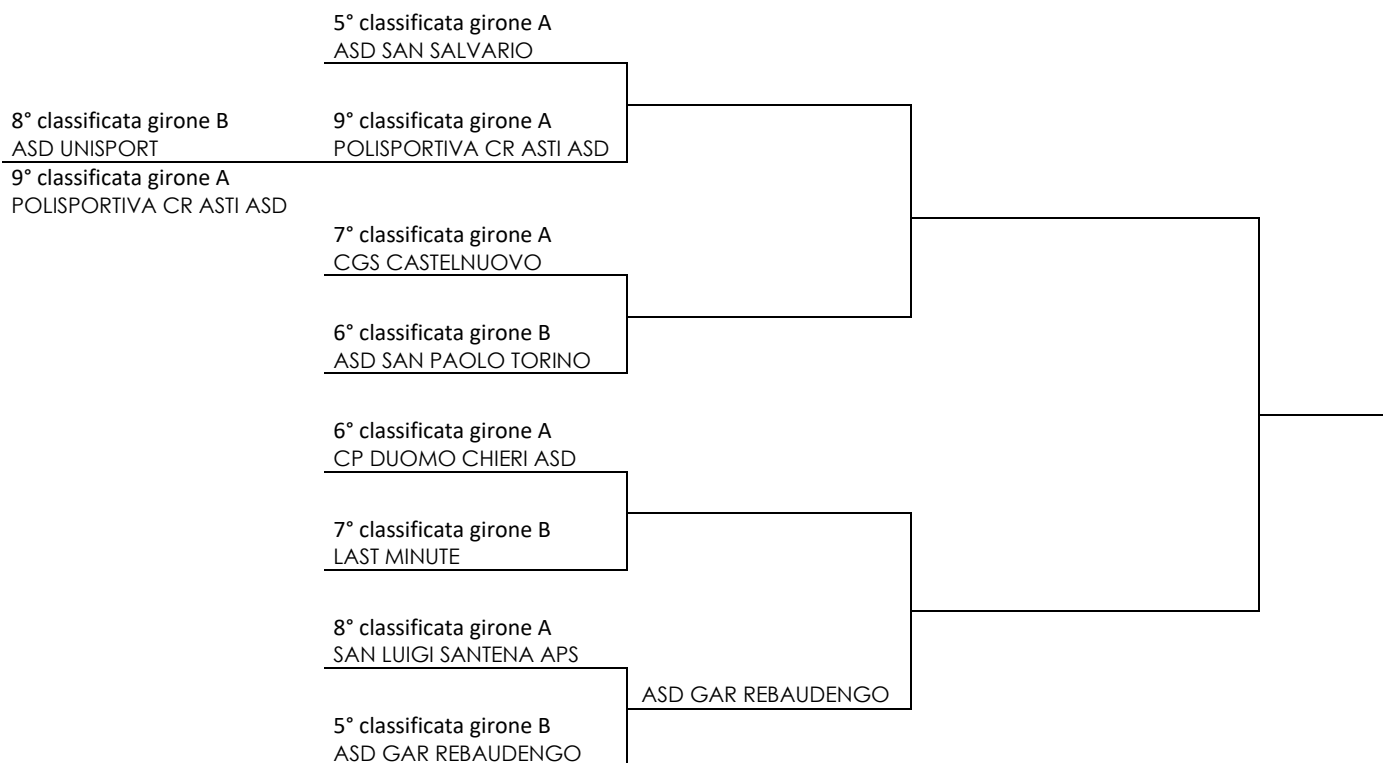 5° classificata girone A
ASD SAN SALVARIO
8° classificata girone B
ASD UNISPORT
9° classificata girone A
POLISPORTIVA CR ASTI ASD
9° classificata girone A
POLISPORTIVA CR ASTI ASD
7° classificata girone A
CGS CASTELNUOVO
6° classificata girone B
ASD SAN PAOLO TORINO
6° classificata girone A
CP DUOMO CHIERI ASD
7° classificata girone B
LAST MINUTE
8° classificata girone A
SAN LUIGI SANTENA APS
ASD GAR REBAUDENGO
5° classificata girone B
ASD GAR REBAUDENGO